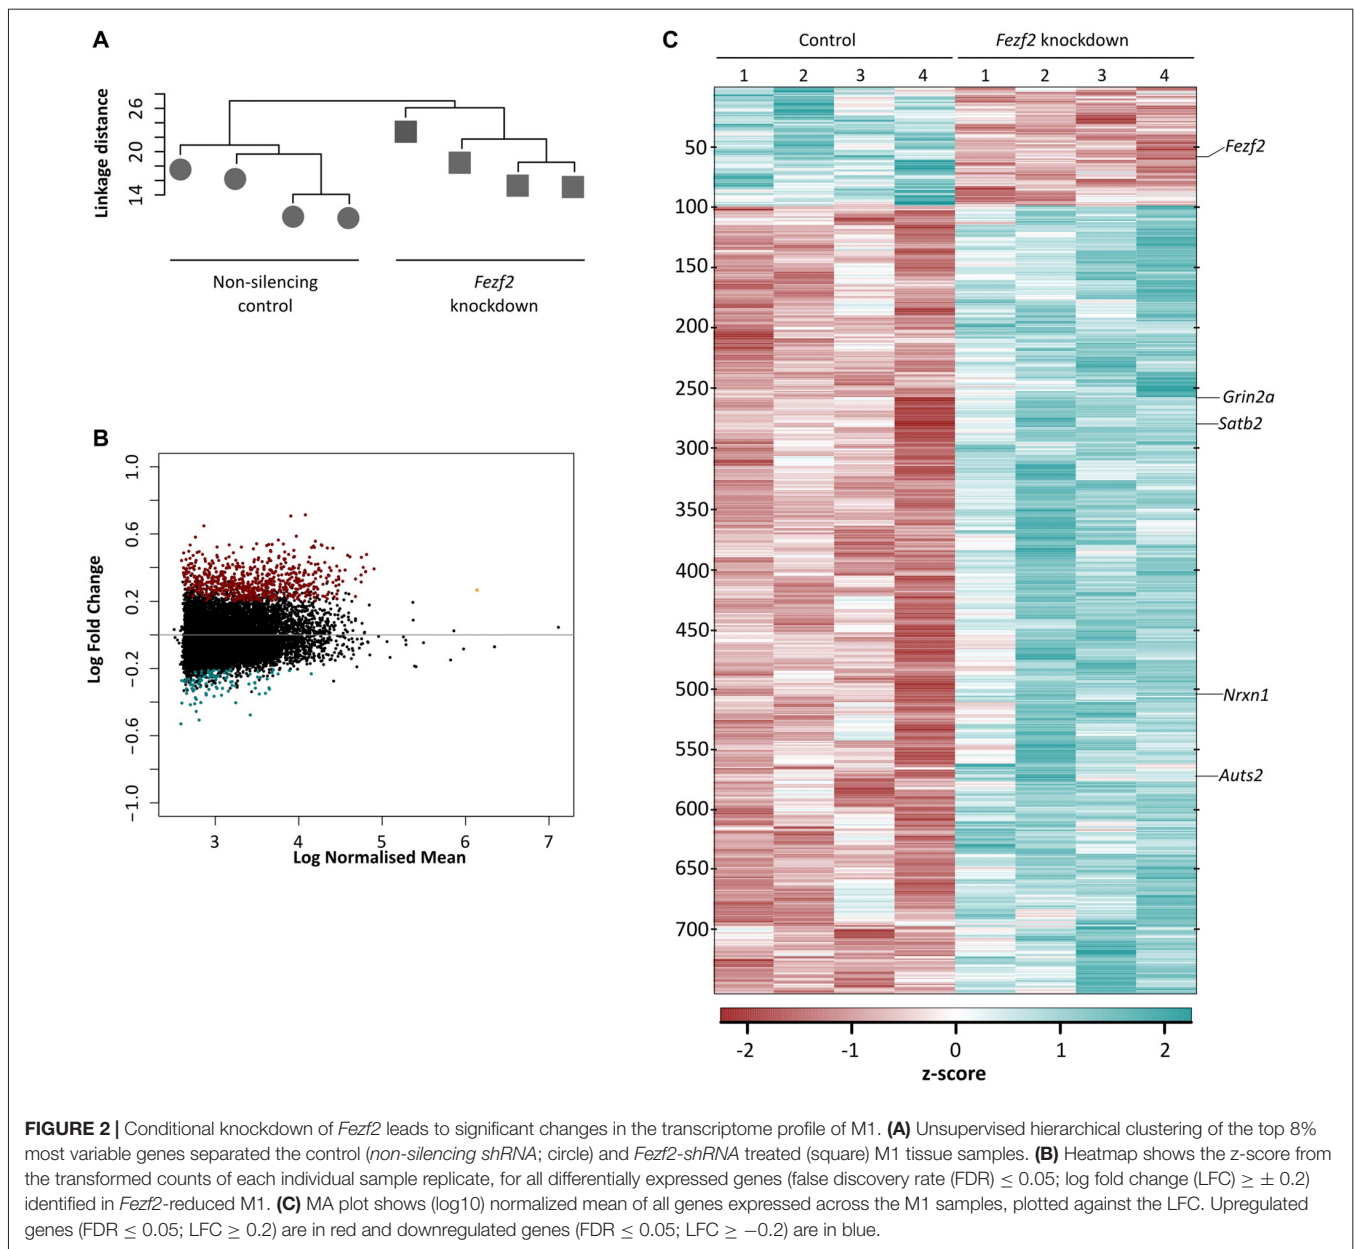 A
Linkage distance
26
20
14
Non-silencing
control
Fezf2
knockdown
B
Log Fold Change
1.0
0.6
0.2
−0.2
−0.6
−1.0
3 4 5 6 7
Log Normalised Mean
C
Control Fezf2 knockdown
1 2 3 4 1 2 3 4
50
100
150
200
250
300
350
400
450
500
550
600
650
700
Fezf2
Grin2a
Satb2
Nrxn1
Auts2
-2 -1 0 1 2
z-score
FIGURE 2 | Conditional knockdown of Fezf2 leads to significant changes in the transcriptome profile of M1. (A) Unsupervised hierarchical clustering of the top 8%
most variable genes separated the control (non-silencing shRNA; circle) and Fezf2-shRNA treated (square) M1 tissue samples. (B) Heatmap shows the z-score from
the transformed counts of each individual sample replicate, for all differentially expressed genes (false discovery rate (FDR) ≤ 0.05; log fold change (LFC) ≥ ± 0.2)
identified in Fezf2-reduced M1. (C) MA plot shows (log10) normalized mean of all genes expressed across the M1 samples, plotted against the LFC. Upregulated
genes (FDR ≤ 0.05; LFC ≥ 0.2) are in red and downregulated genes (FDR ≤ 0.05; LFC ≥ −0.2) are in blue.